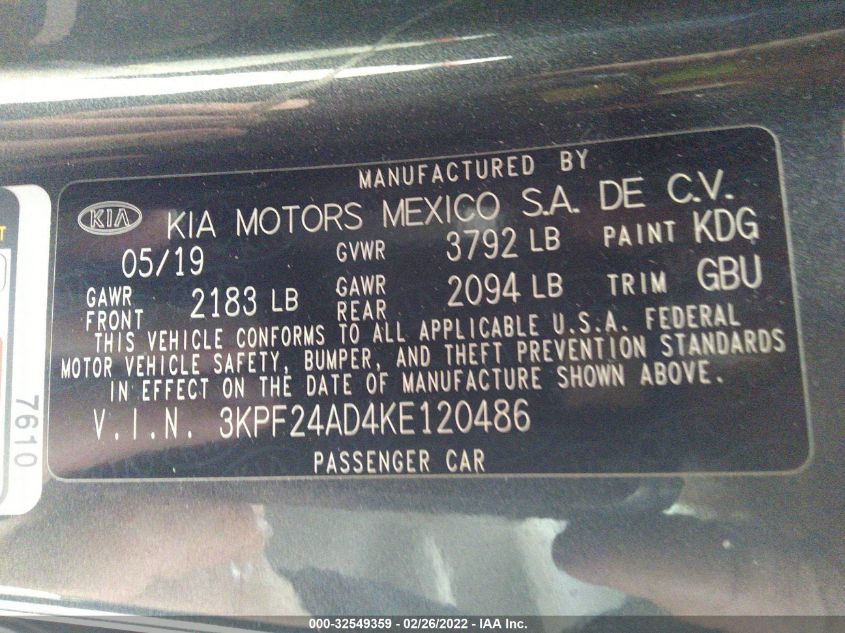 MANUFACTURED BY
KIA KIA MOTORS MEXICO S.A. DE C.V.
05/19 GVWR 3792 LB PAINT KDG
GAWR FRONT 2183 LB GAWR REAR 2094 LB TRIM GBU
THIS VEHICLE CONFORMS TO ALL APPLICABLE U.S.A. FEDERAL
MOTOR VEHICLE SAFETY, BUMPER, AND THEFT PREVENTION STANDARDS
IN EFFECT ON THE DATE OF MANUFACTURE SHOWN ABOVE.
V.I.N. 3KPF24AD4KE120486
PASSENGER CAR
7610
000-32549359 - 02/26/2022 - IAA Inc.